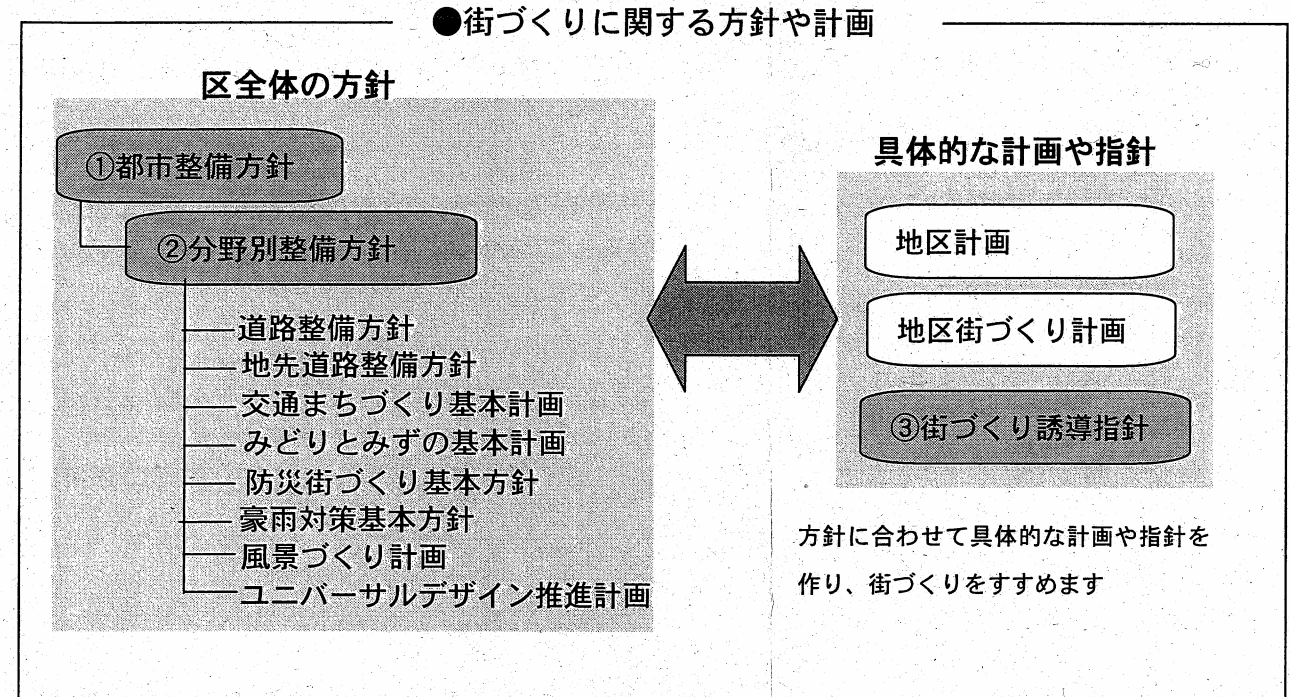 ●街づくりに関する方針や計画
区全体の方針
①都市整備方針
②分野別整備方針
道路整備方針
地先道路整備方針
交通まちづくり基本計画
みどりとみずの基本計画
防災街づくり基本方針
豪雨対策基本方針
風景づくり計画
ユニバーサルデザイン推進計画
具体的な計画や指針
地区計画
地区街づくり計画
③街づくり誘導指針
方針に合わせて具体的な計画や指針を
作り、街づくりをすすめます